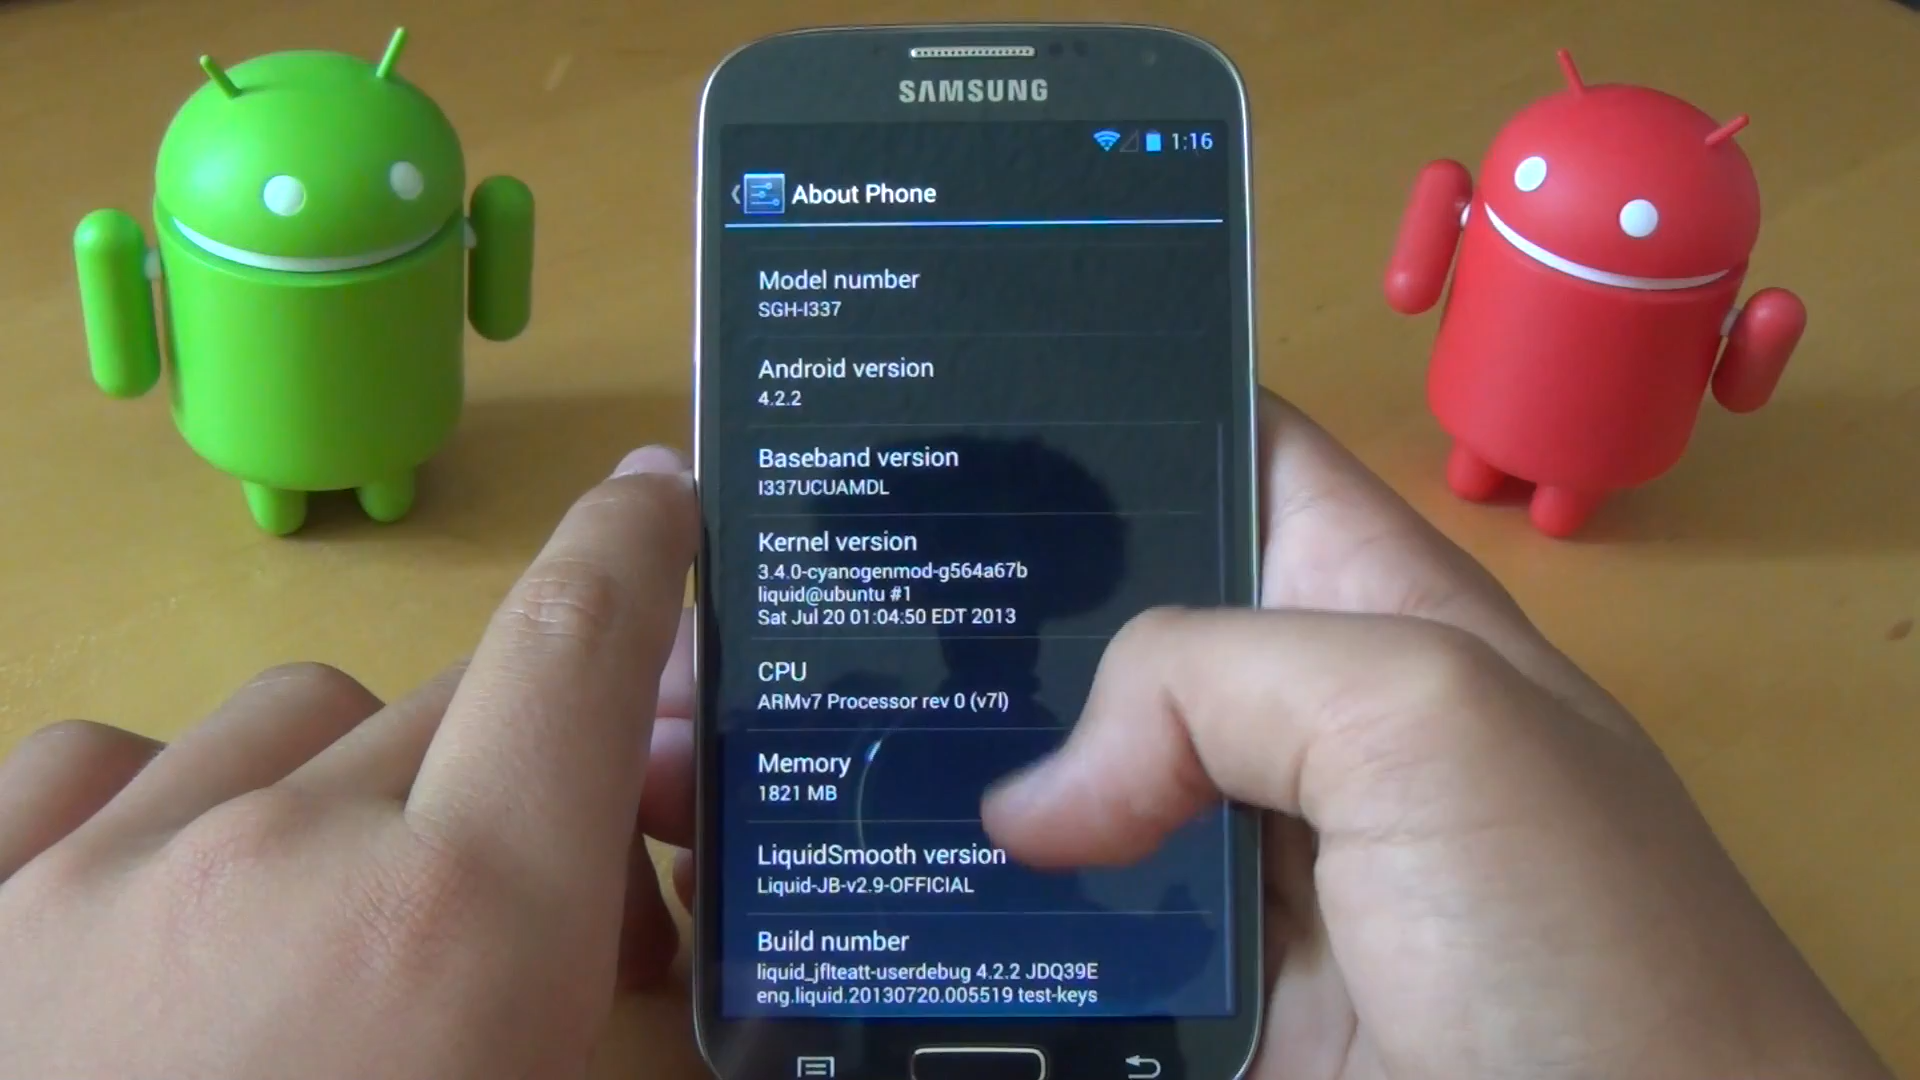 SAMSUNG
1:16
About Phone
Model number
SGH-I337
Android version
4.2.2
Baseband version
I337UCUAMDL
Kernel version
3.4.0-cyanogenmod-g564a67b
liquid@ubuntu #1
Sat Jul 20 01:04:50 EDT 2013
CPU
ARMv7 Processor rev 0 (v7l)
Memory
1821 MB
LiquidSmooth version
Liquid-JB-v2.9-OFFICIAL
Build number
liquid_jflteatt-userdebug 4.2.2 JDQ39E
eng.liquid.20130720.005519 test-keys